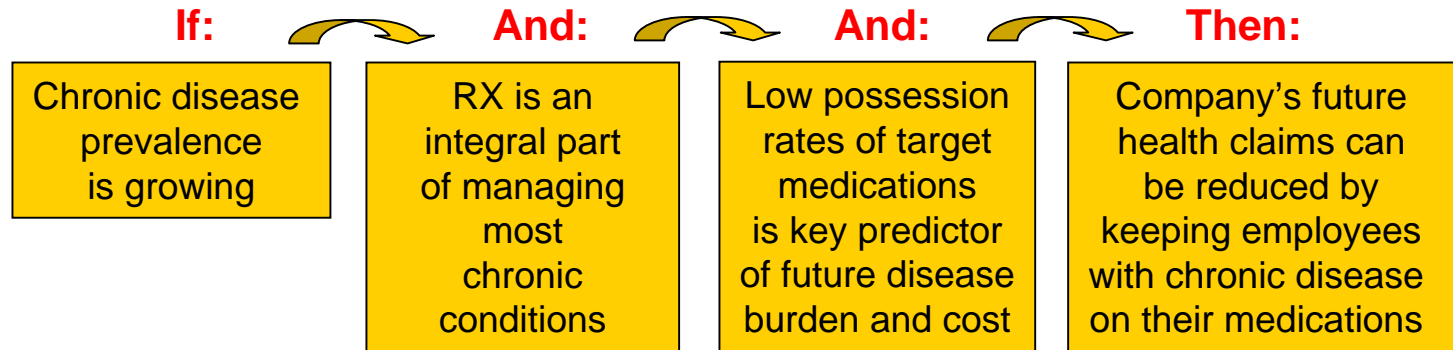 If:
Chronic disease
prevalence
is growing
And:
RX is an
integral part
of managing
most
chronic
conditions
And:
Low possession
rates of target
medications
is key predictor
of future disease
burden and cost
Then:
Company's future
health claims can
be reduced by
keeping employees
with chronic disease
on their medications